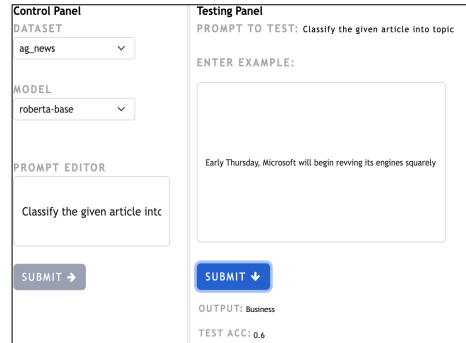 Control Panel
DATASET
ag_news
MODEL
roberta-base
PROMPT EDITOR
Classify the given article intc
SUBMIT →
Testing Panel
PROMPT TO TEST: Classify the given article into topic
ENTER EXAMPLE:
Early Thursday, Microsoft will begin revving its engines squarely
SUBMIT ↓
OUTPUT: Business
TEST ACC: 0.6